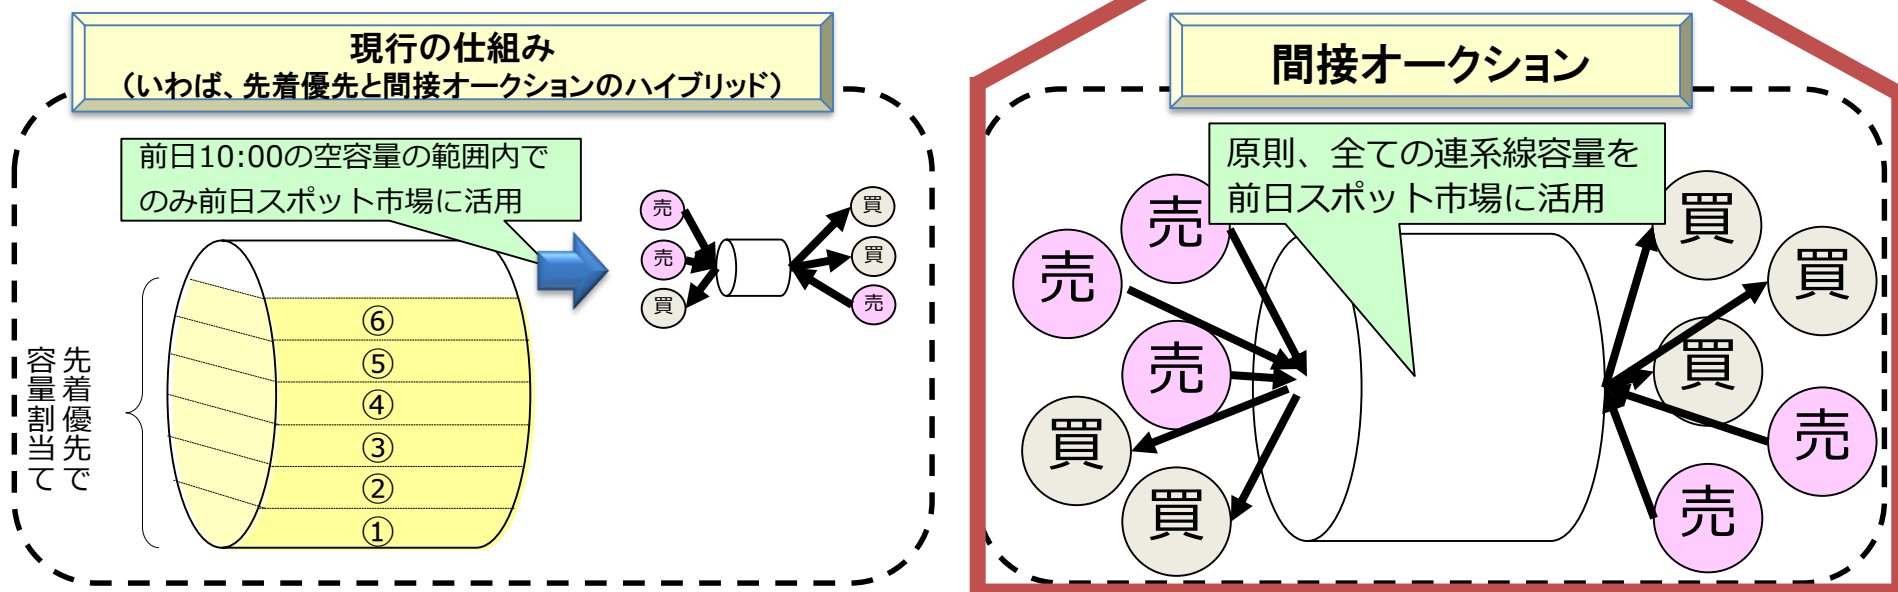 現行の仕組み
（いわば、先着優先と間接オークションのハイブリッド）
前日10:00の空容量の範囲内で
のみ前日スポット市場に活用
売
売
買
買
買
売
先着優先で
容量割当て
⑥
⑤
④
③
②
①
間接オークション
原則、全ての連系線容量を
前日スポット市場に活用
売
売
売
買
買
買
買
買
売
売